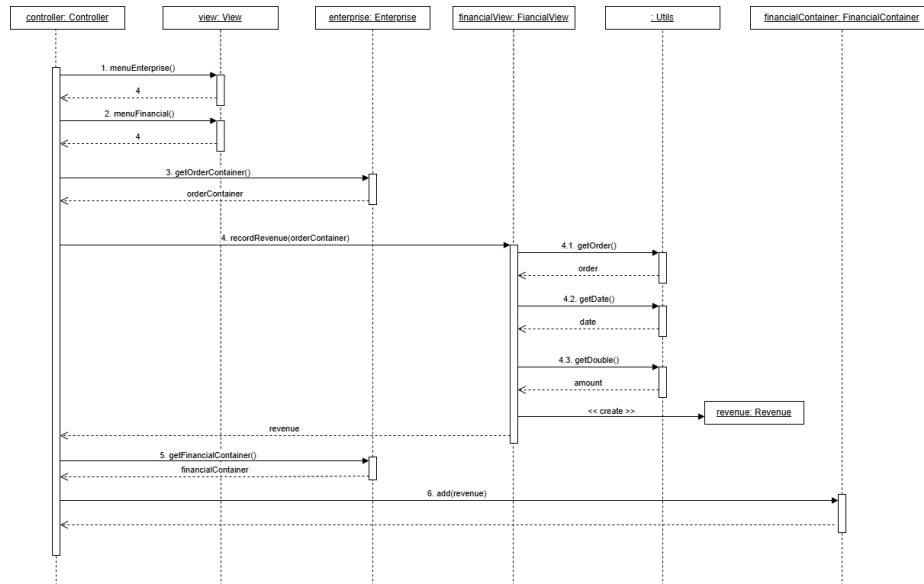 controller: Controller
view: View
enterprise: Enterprise
financialView: FiancialView
: Utils
financialContainer: FinancialContainer
1. menuEnterprise()
4
2. menuFinancial()
4
3. getOrderContainer()
orderContainer
4. recordRevenue(orderContainer)
4.1. getOrder()
order
4.2. getDate()
date
4.3. getDouble()
amount
<< create >>
revenue: Revenue
revenue
5. getFinancialContainer()
financialContainer
6. add(revenue)